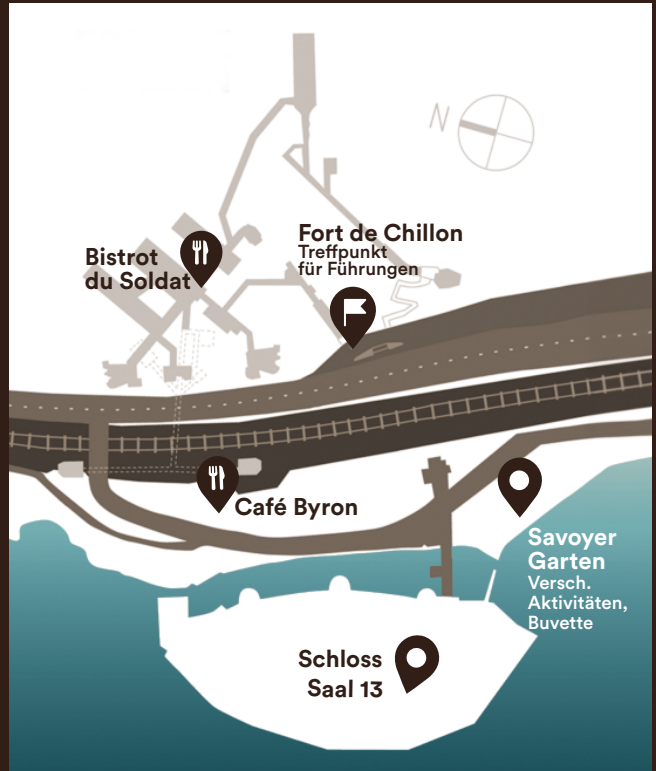 N
Fort de Chillon
Treffpunkt
für Führungen
Bistrot
du Soldat
Café Byron
Savoyer
Garten
Versch.
Aktivitäten,
Buvette
Schloss
Saal 13